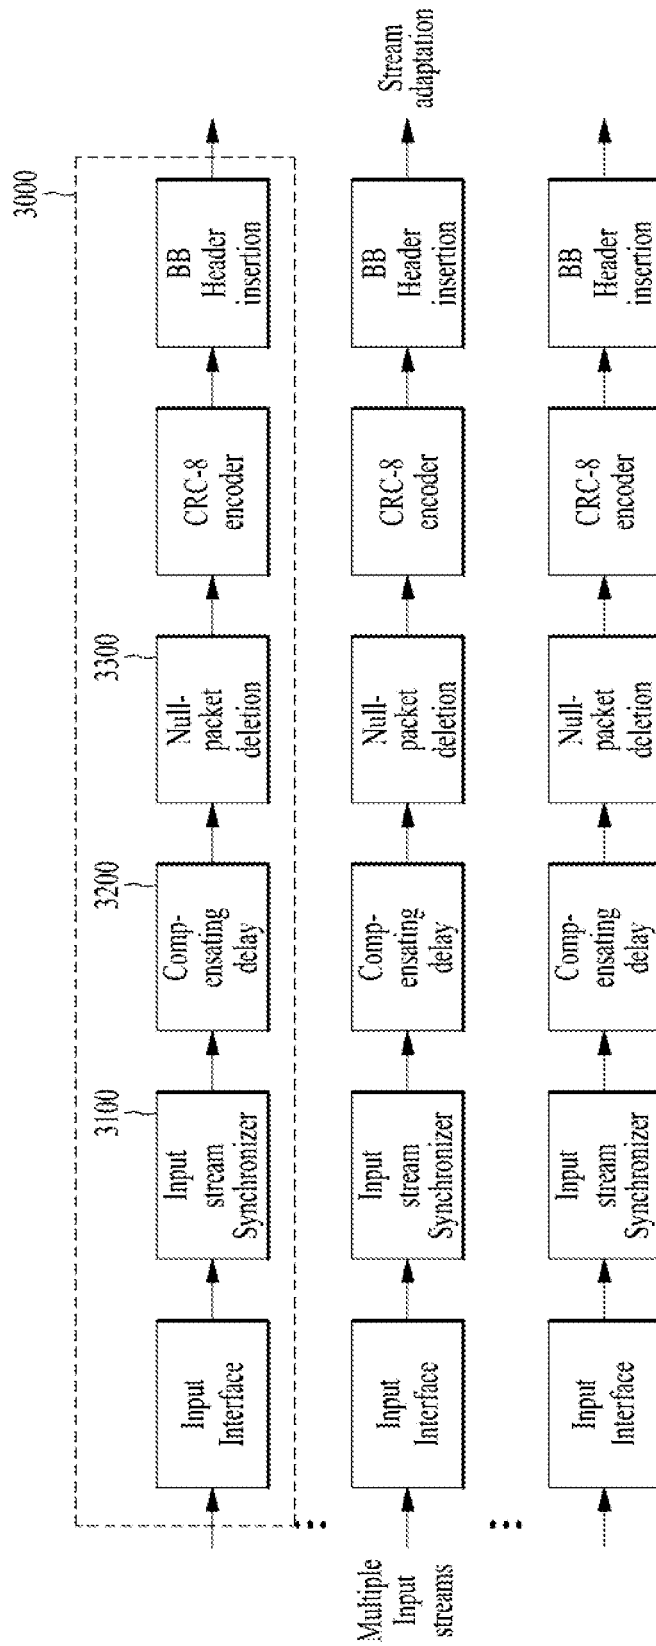 3000
3100
3200
3300
Input
Interface
Input
stream
Synchronizer
Comp-
ensating
delay
Null-
packet
deletion
CRC-8
encoder
BB
Header
insertion
Multiple
Input
streams
Input
Interface
Input
stream
Synchronizer
Comp-
ensating
delay
Null-
packet
deletion
CRC-8
encoder
BB
Header
insertion
Stream
adaptation
Input
Interface
Input
stream
Synchronizer
Comp-
ensating
delay
Null-
packet
deletion
CRC-8
encoder
BB
Header
insertion